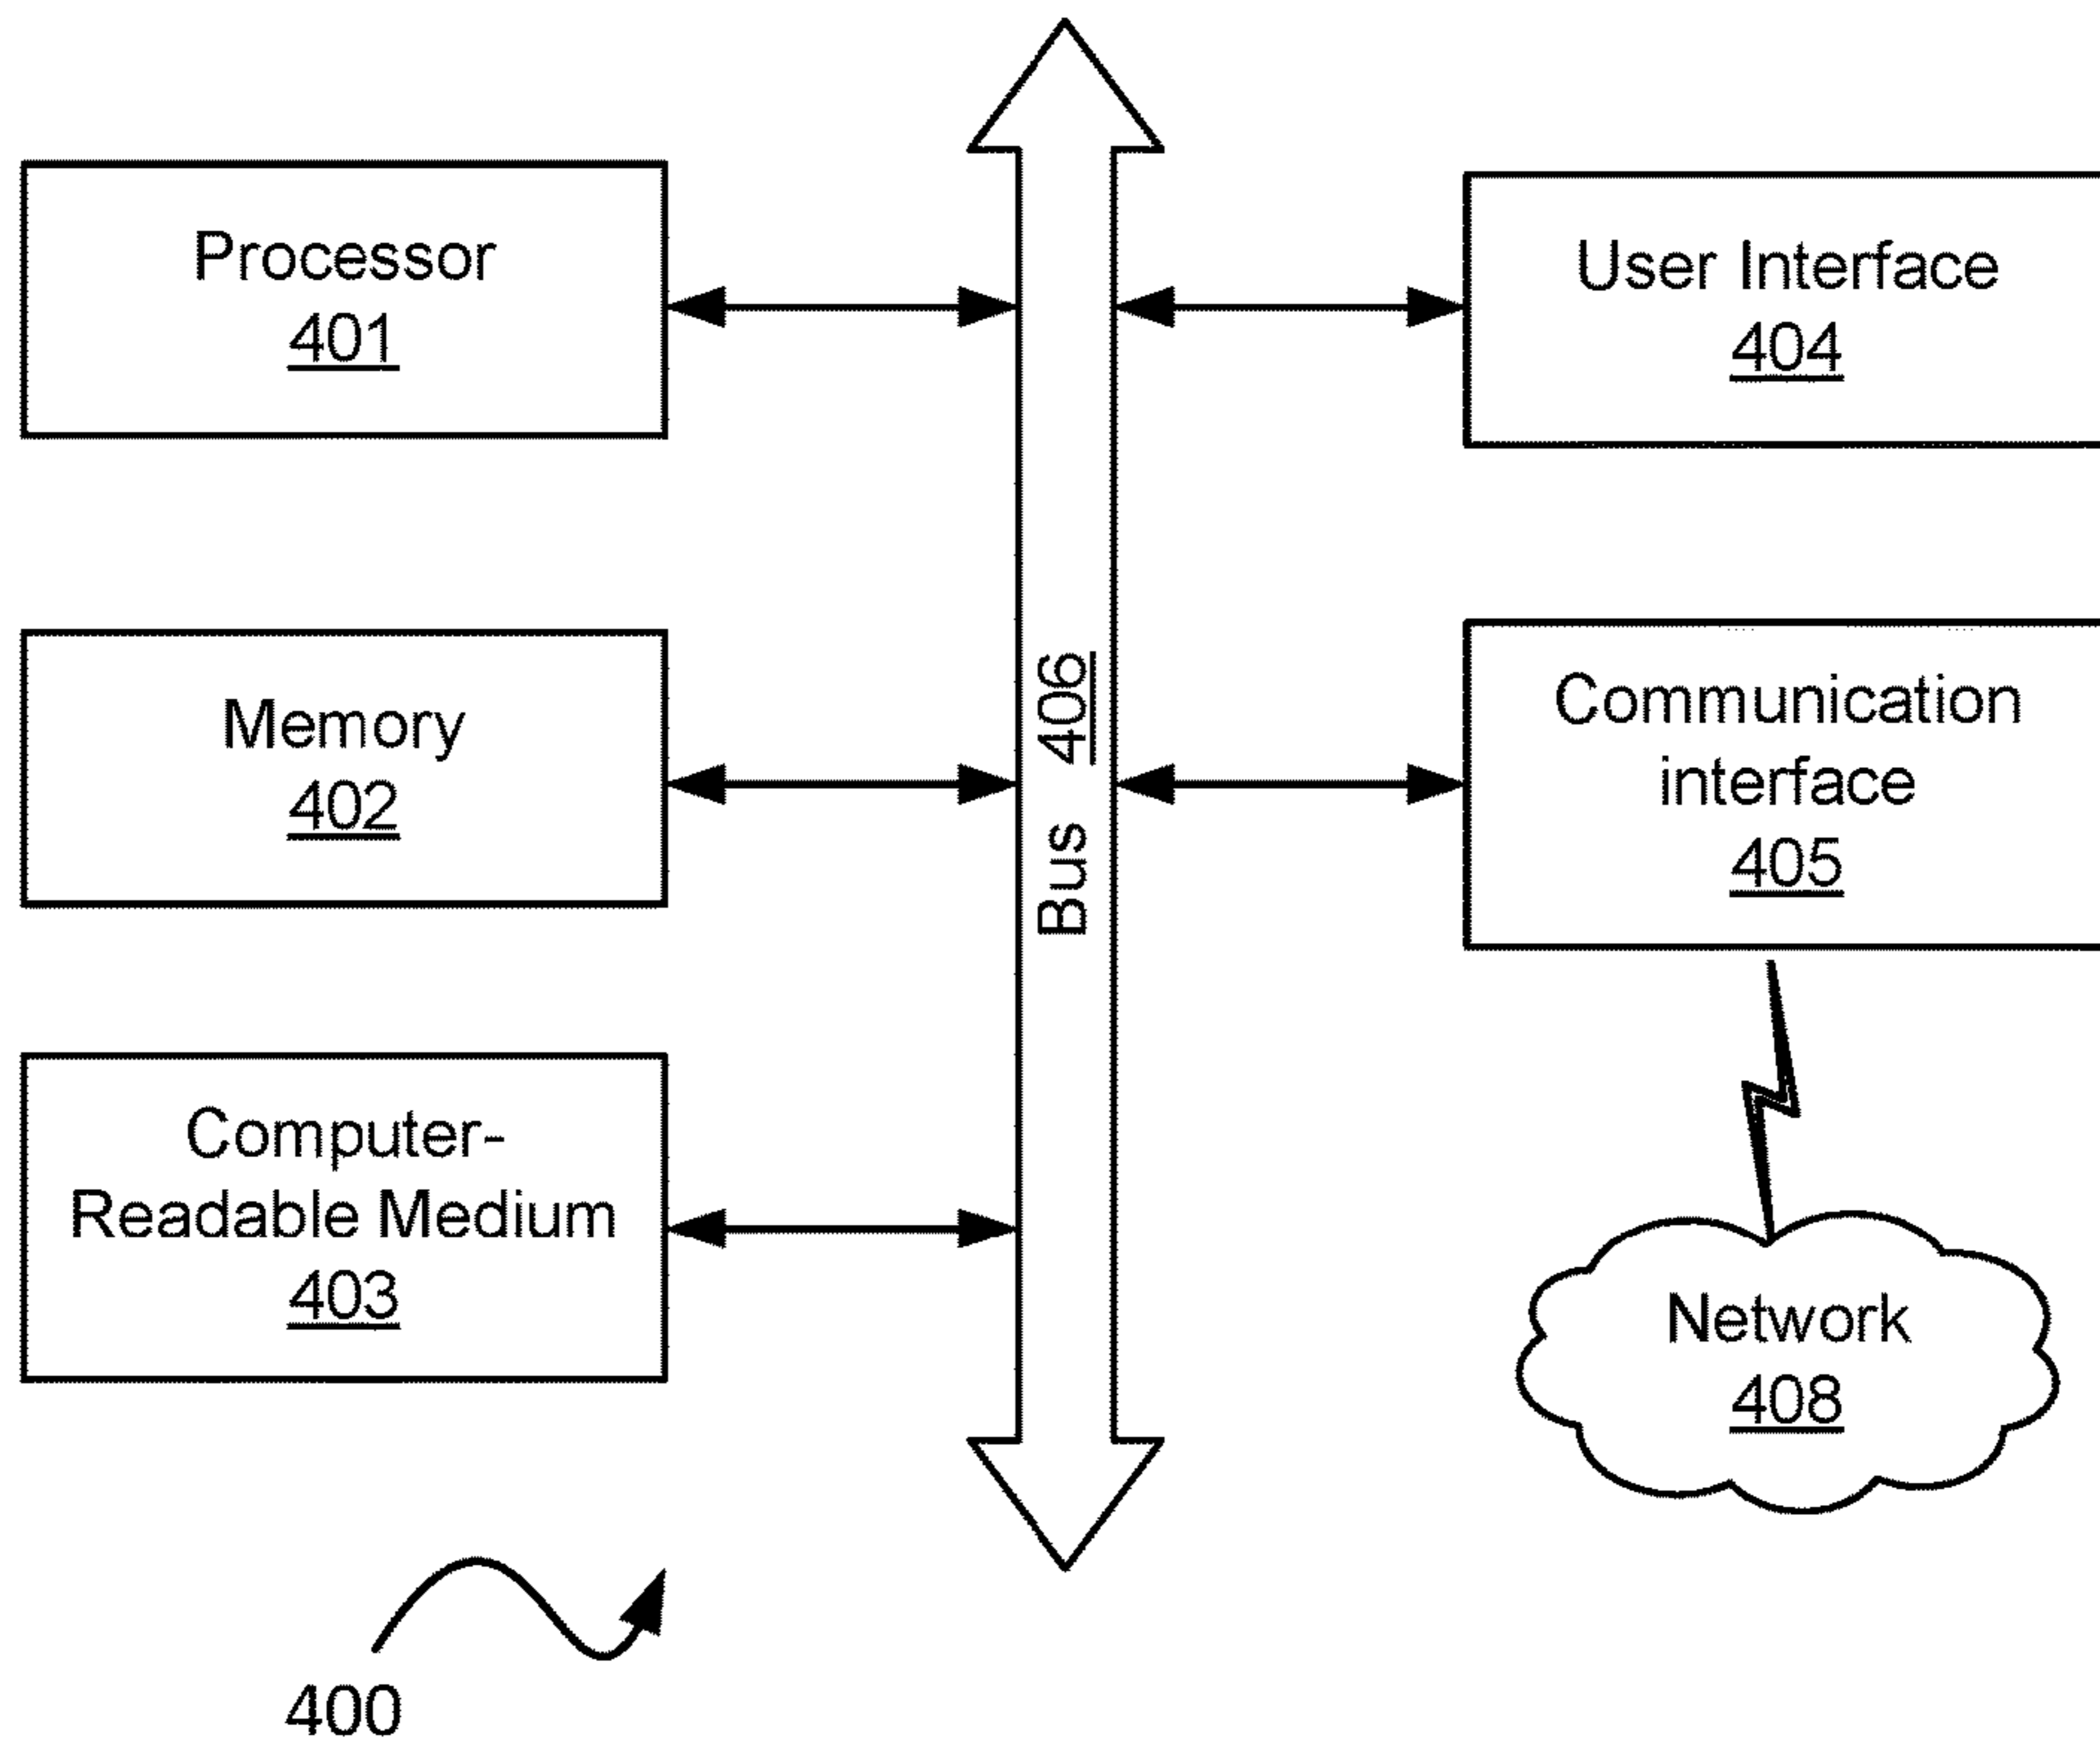 Processor
401
Memory
402
Computer-
Readable Medium
403
Bus 406
User Interface
404
Communication
interface
405
Network
408
400